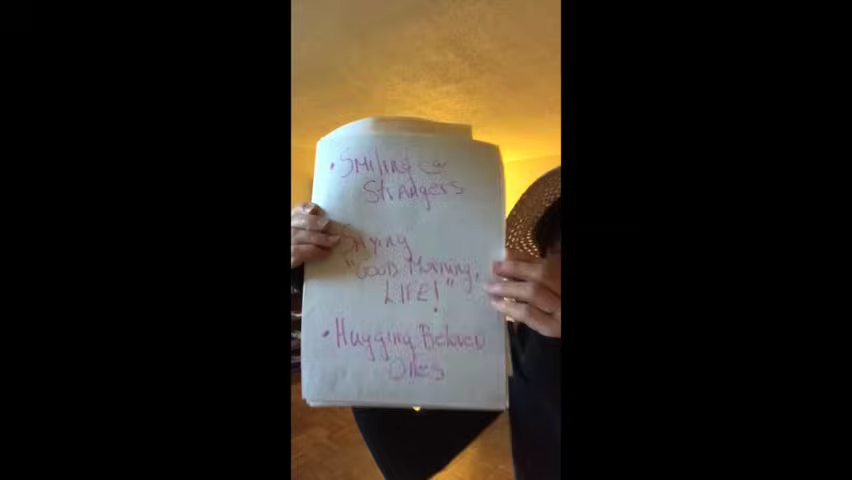 • SMiling @
StrAngers
SAying
"GOOD Morning,
LIFE!"
• Hugging Beloved
Ones